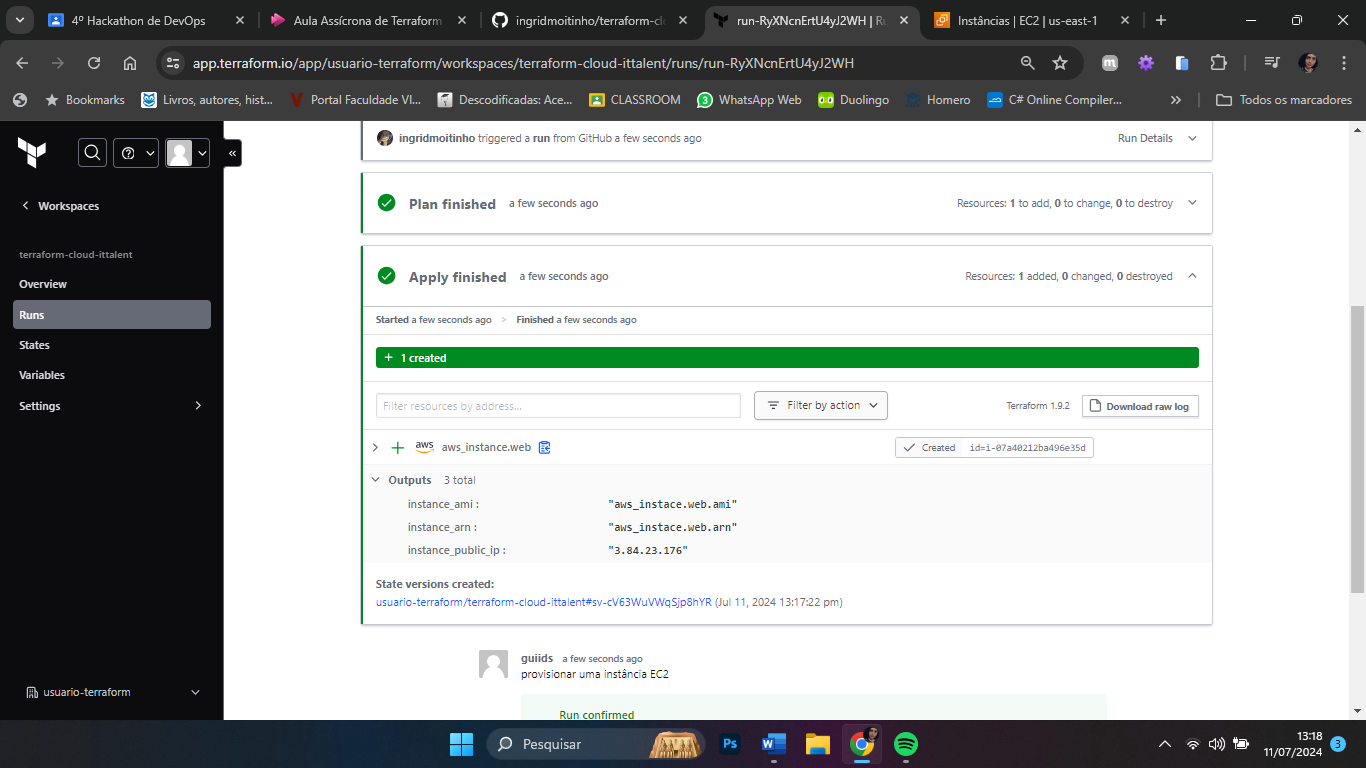 4º Hackathon de DevOps
Aula Assícrona de Terraform
ingridmoitinho/terraform-clo
run-RyXNcnErtU4yJ2WH | Ru
Instâncias | EC2 | us-east-1
app.terraform.io/app/usuario-terraform/workspaces/terraform-cloud-ittalent/runs/run-RyXNcnErtU4yJ2WH
Bookmarks
Livros, autores, hist...
Portal Faculdade VI...
Descodificadas: Ace...
CLASSROOM
WhatsApp Web
Duolingo
Homero
C# Online Compiler...
Todos os marcadores
Workspaces
terraform-cloud-ittalent
Overview
Runs
States
Variables
Settings
usuario-terraform
ingridmoitinho triggered a run from GitHub a few seconds ago
Run Details
Plan finished a few seconds ago
Resources: 1 to add, 0 to change, 0 to destroy
Apply finished a few seconds ago
Resources: 1 added, 0 changed, 0 destroyed
Started a few seconds ago > Finished a few seconds ago
+ 1 created
Filter resources by address...
Filter by action
Terraform 1.9.2
Download raw log
aws aws_instance.web
Created id=i-07a40212ba496e35d
Outputs 3 total
instance_ami : "aws_instace.web.ami"
instance_arn : "aws_instace.web.arn"
instance_public_ip : "3.84.23.176"
State versions created:
usuario-terraform/terraform-cloud-ittalent#sv-cV63WuVWqSjp8hYR (Jul 11, 2024 13:17:22 pm)
guiids a few seconds ago
provisionar uma instância EC2
Run confirmed
Pesquisar
Ps
W
13:18
11/07/2024
3